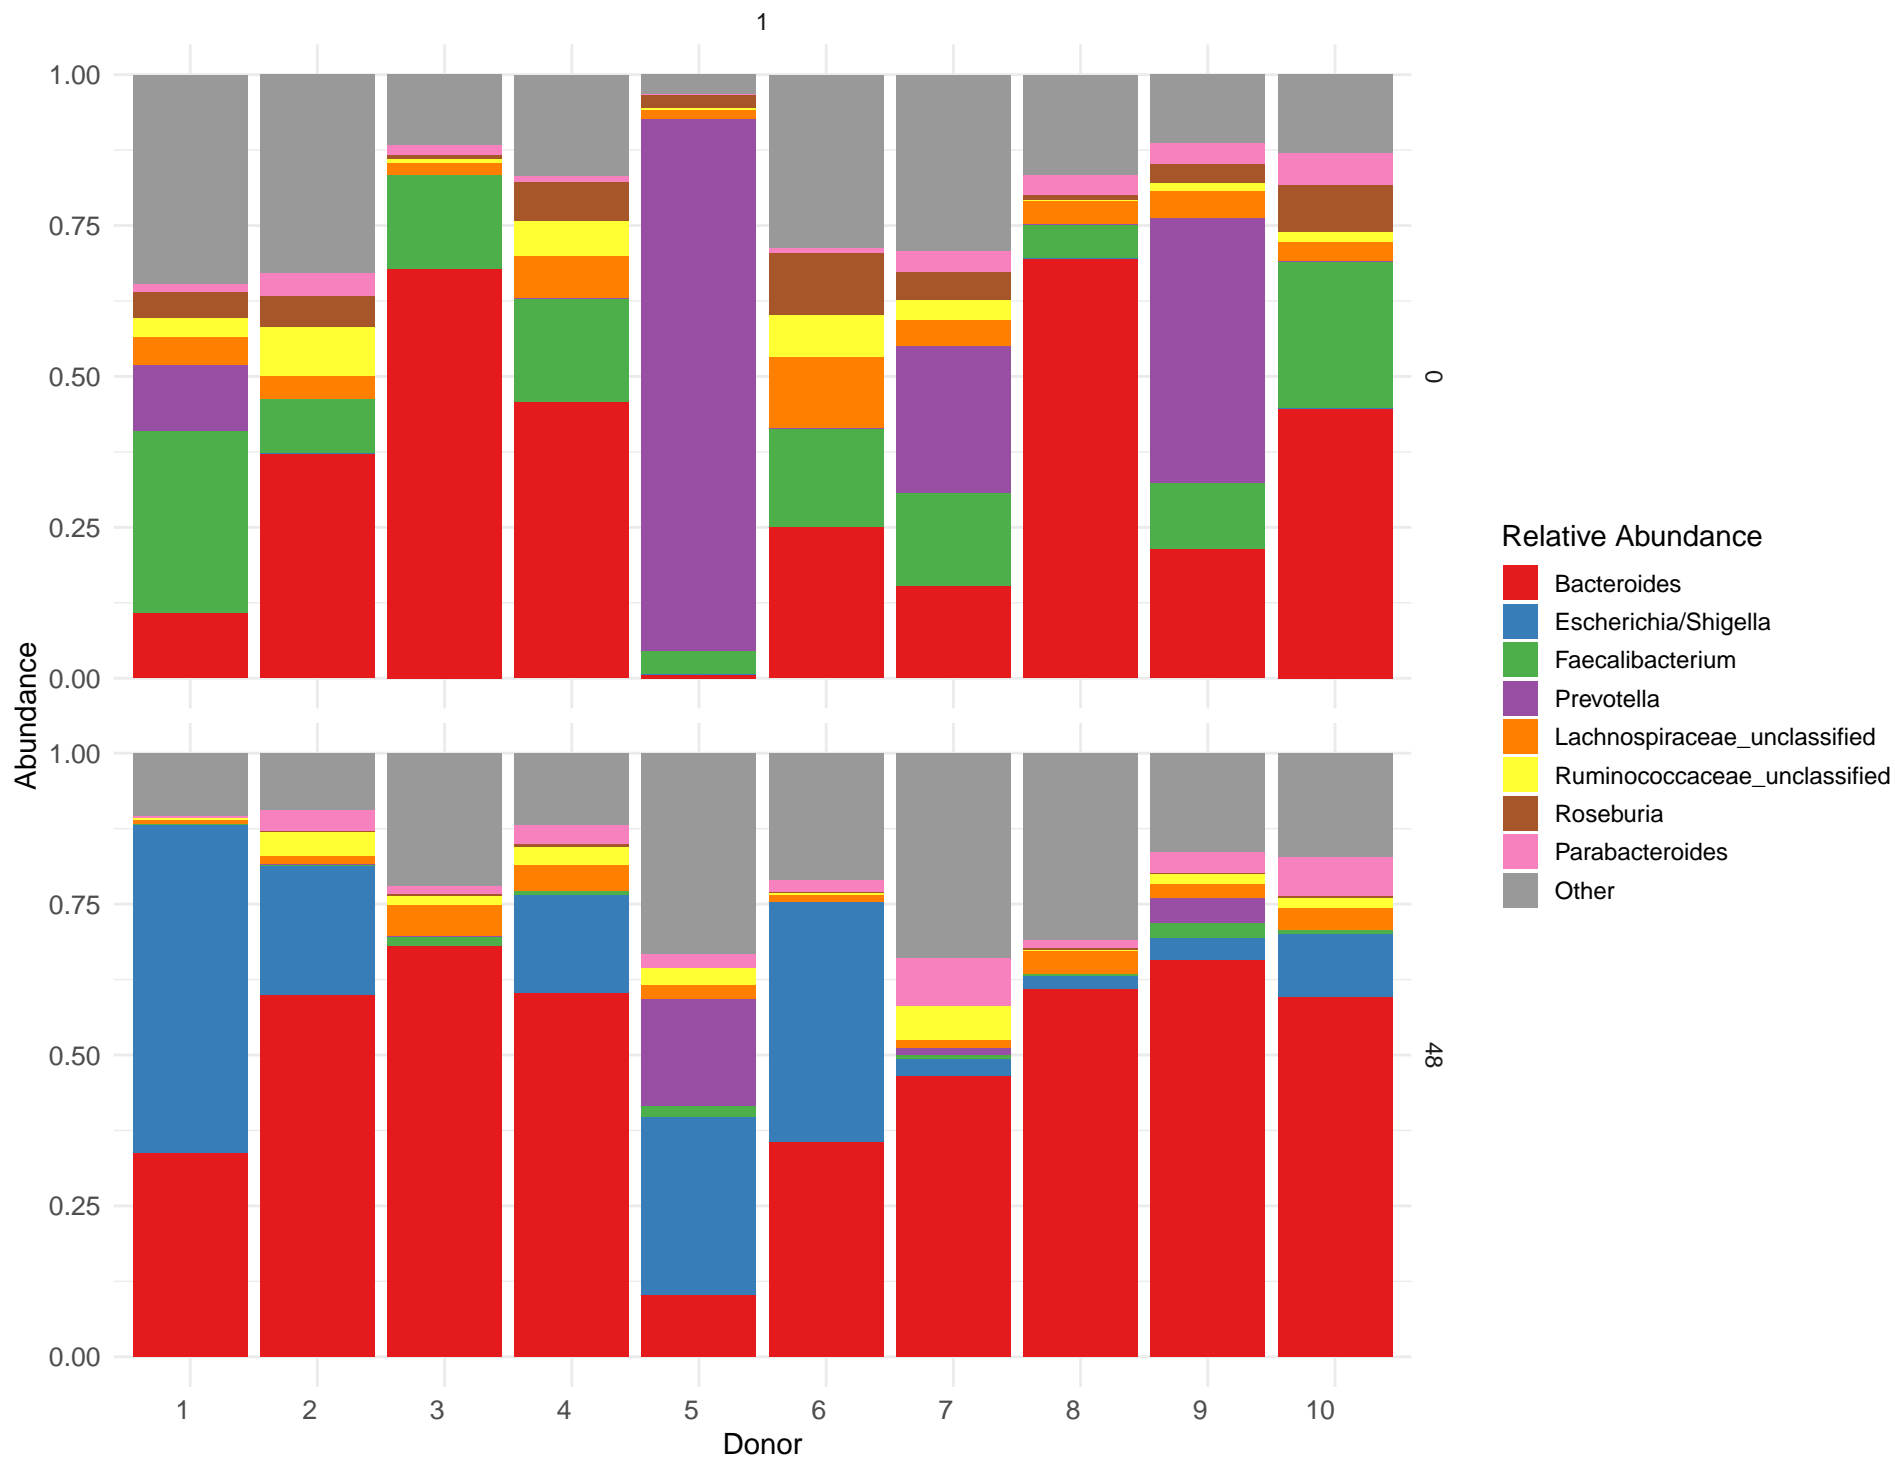 1
1.00
0.75
0.50
0.25
0.00
0
1.00
0.75
0.50
0.25
0.00
48
Abundance
1 2 3 4 5 6 7 8 9 10
Donor
Relative Abundance
Bacteroides
Escherichia/Shigella
Faecalibacterium
Prevotella
Lachnospiraceae_unclassified
Ruminococcaceae_unclassified
Roseburia
Parabacteroides
Other